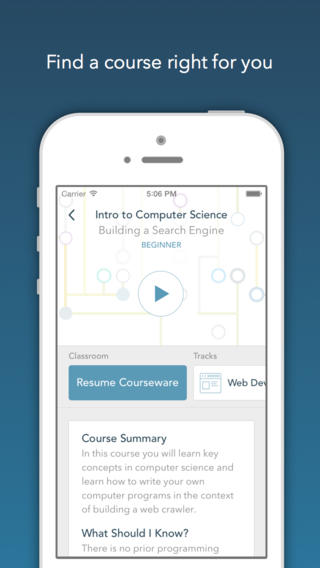 Find a course right for you
Carrier 5:06 PM
Intro to Computer Science
Building a Search Engine
BEGINNER
Classroom Tracks
Resume Courseware Web Dev
Course Summary
In this course you will learn key
concepts in computer science and
learn how to write your own
computer programs in the context
of building a web crawler.
What Should I Know?
There is no prior programming